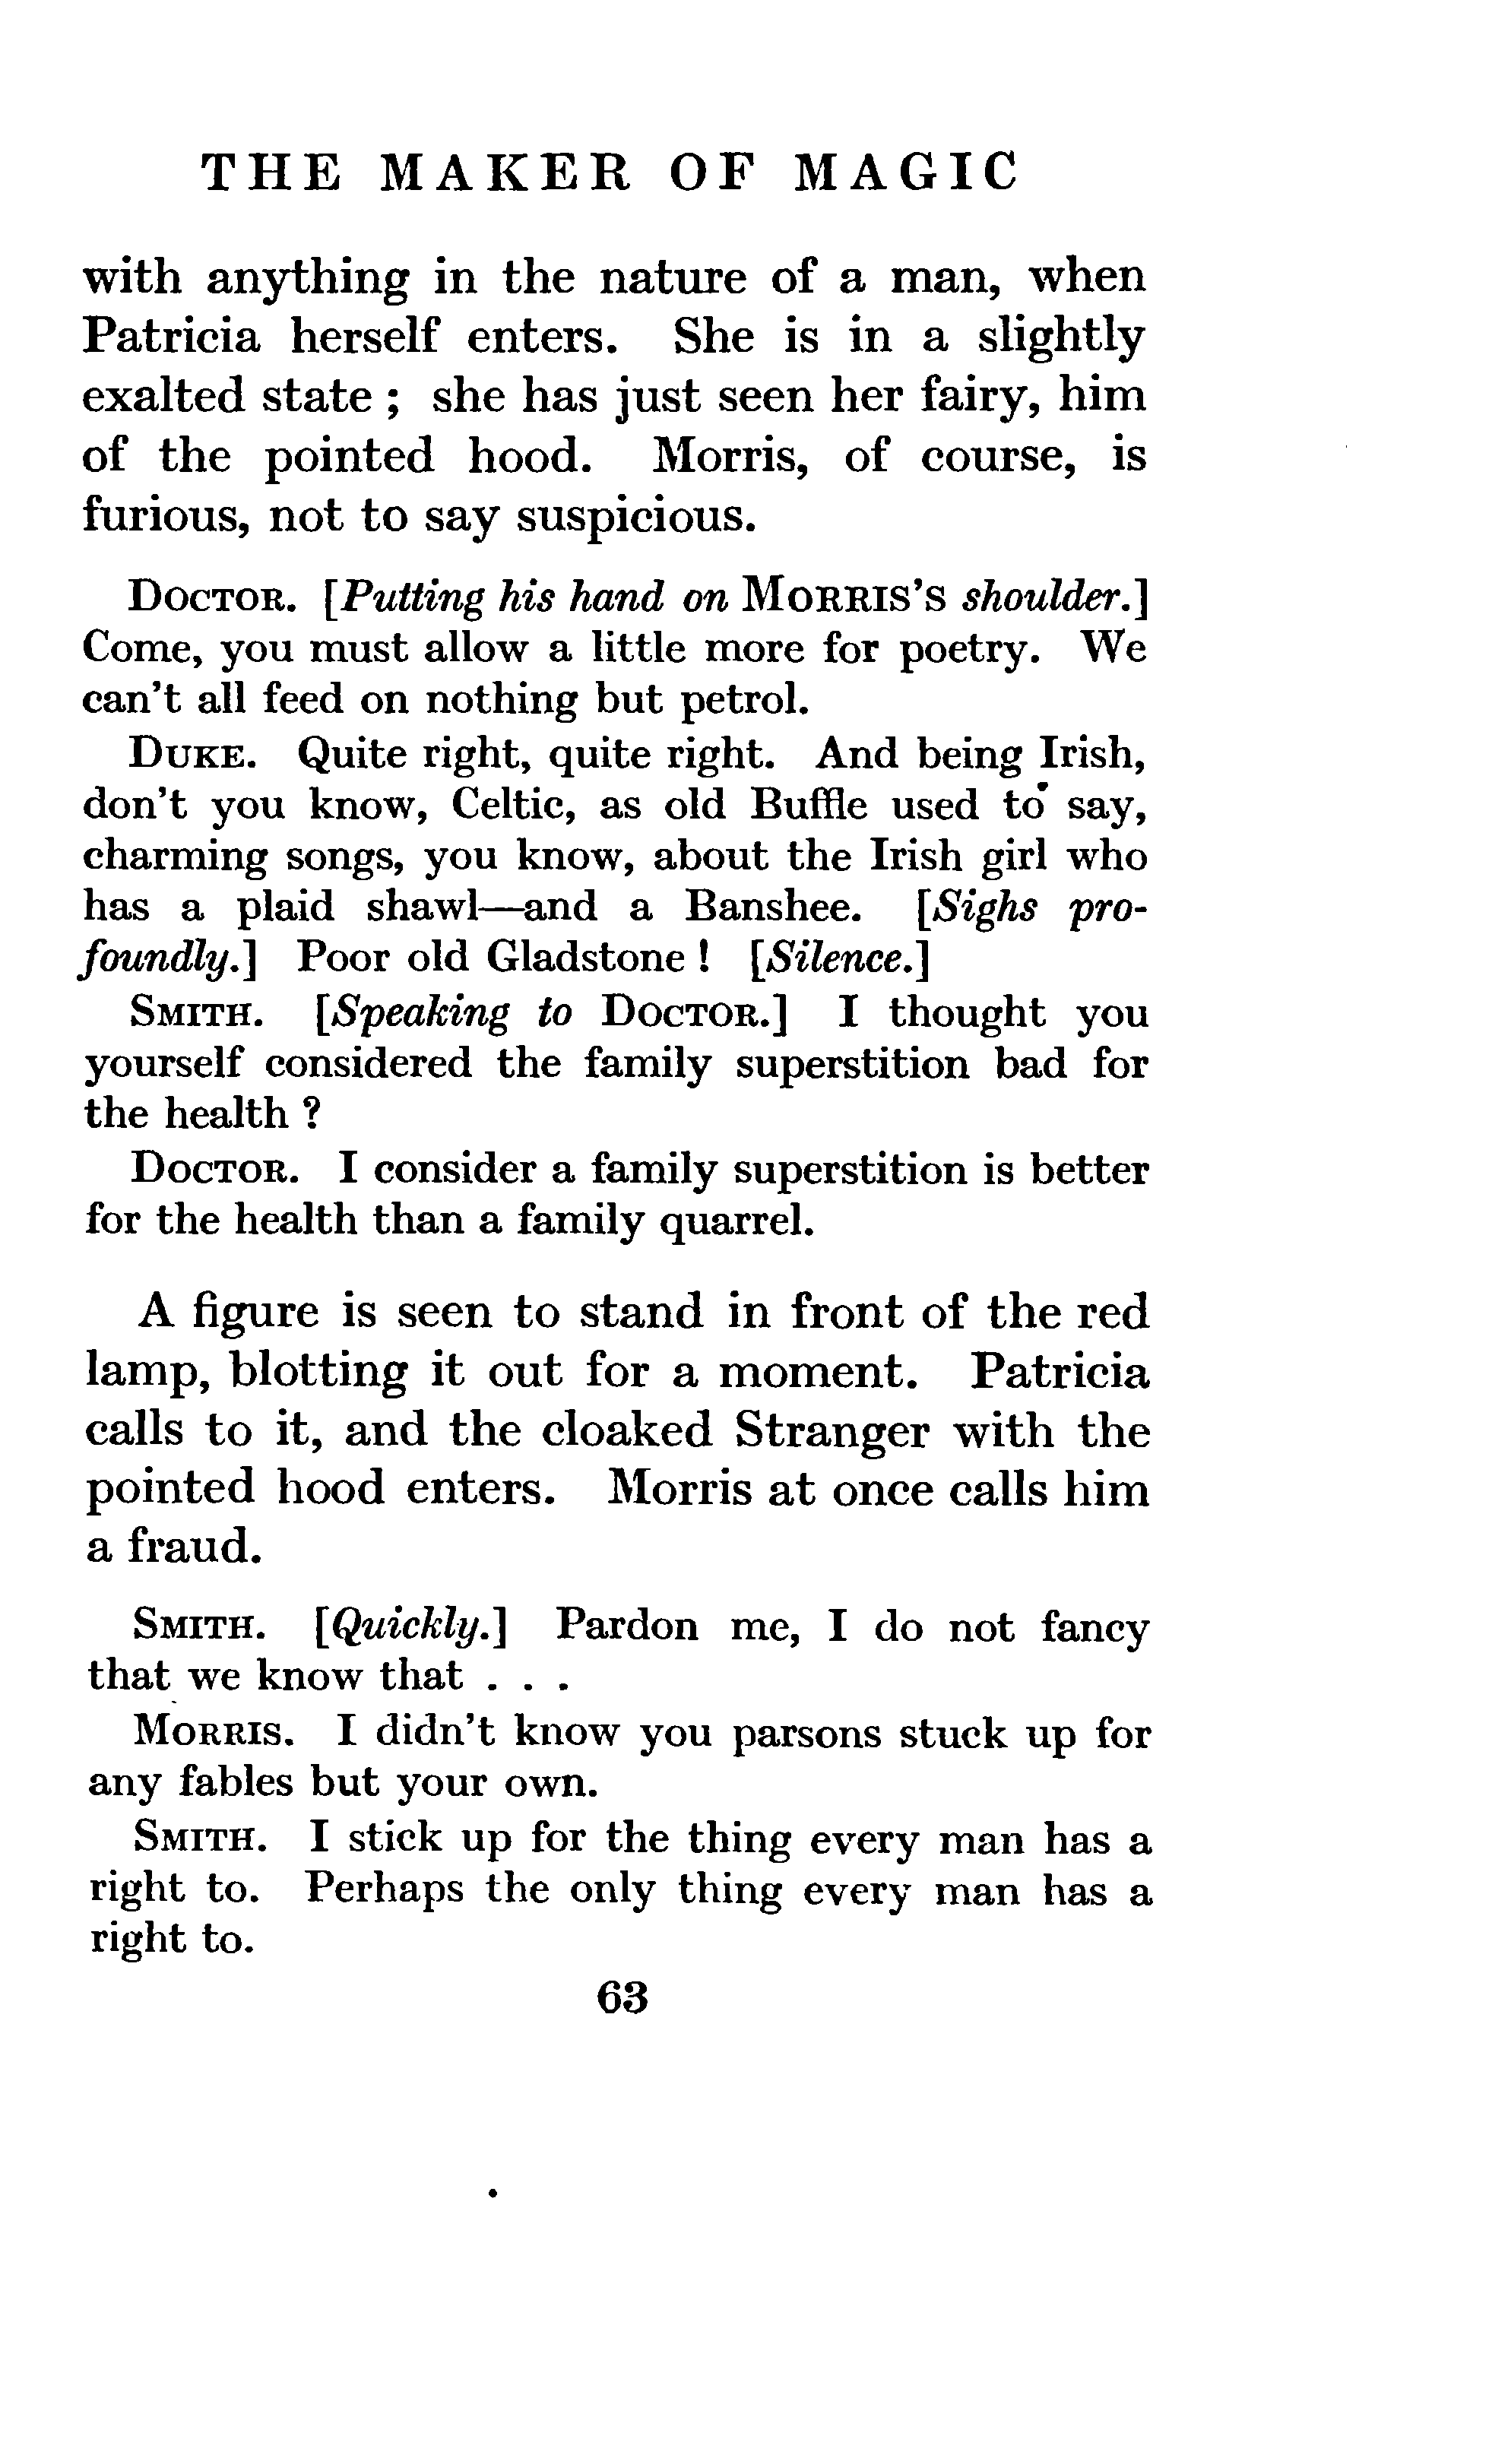 THE MAKER OF MAGIC
with anything in the nature of a man, when
Patricia herself enters. She is in a slightly
exalted state ; she has just seen her fairy, him
of the pointed hood. Morris, of course, is
furious, not to say suspicious.
DOCTOR. [Putting his hand on MORRIS'S shoulder.]
Come, you must allow a little more for poetry. We
can't all feed on nothing but petrol.
DUKE. Quite right, quite right. And being Irish,
don't you know, Celtic, as old Buffle used to say,
charming songs, you know, about the Irish girl who
has a plaid shawl—and a Banshee. [Sighs pro-
foundly.] Poor old Gladstone ! [Silence.]
SMITH. [Speaking to DOCTOR.] I thought you
yourself considered the family superstition bad for
the health ?
DOCTOR. I consider a family superstition is better
for the health than a family quarrel.
A figure is seen to stand in front of the red
lamp, blotting it out for a moment. Patricia
calls to it, and the cloaked Stranger with the
pointed hood enters. Morris at once calls him
a fraud.
SMITH. [Quickly.] Pardon me, I do not fancy
that we know that . . .
MORRIS. I didn't know you parsons stuck up for
any fables but your own.
SMITH. I stick up for the thing every man has a
right to. Perhaps the only thing every man has a
right to.
63